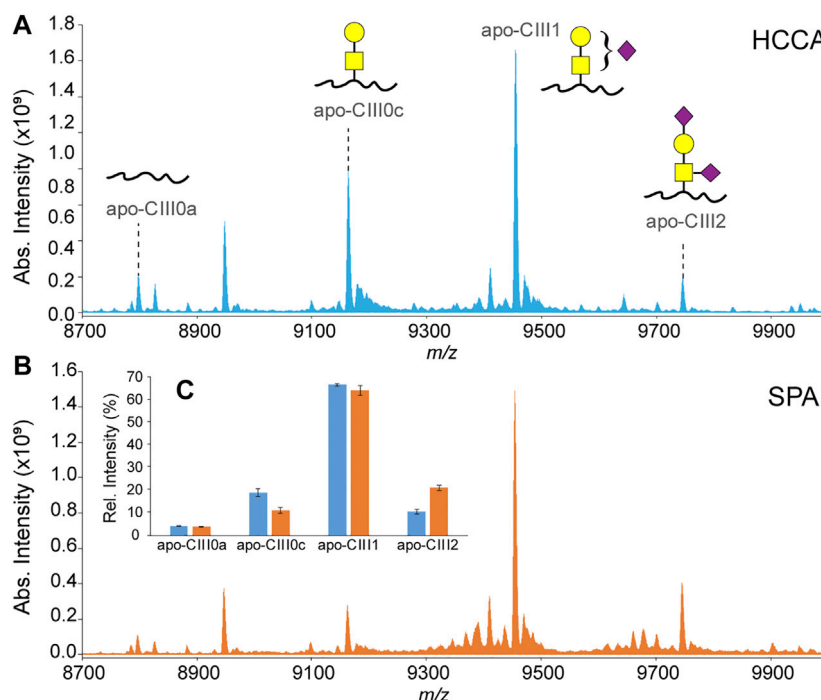 A
HCCA
Abs. Intensity (x10⁹)
1.8
1.6
1.4
1.2
1.0
0.8
0.6
0.4
0.2
0.0
apo-CIII0a
apo-CIII0c
apo-CIII1
}
apo-CIII2
8700 8900 9100 9300 9500 9700 9900
m/z
B
SPA
Abs. Intensity (x10⁹)
1.6
1.4
1.2
1.0
0.8
0.6
0.4
0.2
0.0
C
Rel. Intensity (%)
70
60
50
40
30
20
10
0
apo-CIII0a apo-CIII0c apo-CIII1 apo-CIII2
8700 8900 9100 9300 9500 9700 9900
m/z